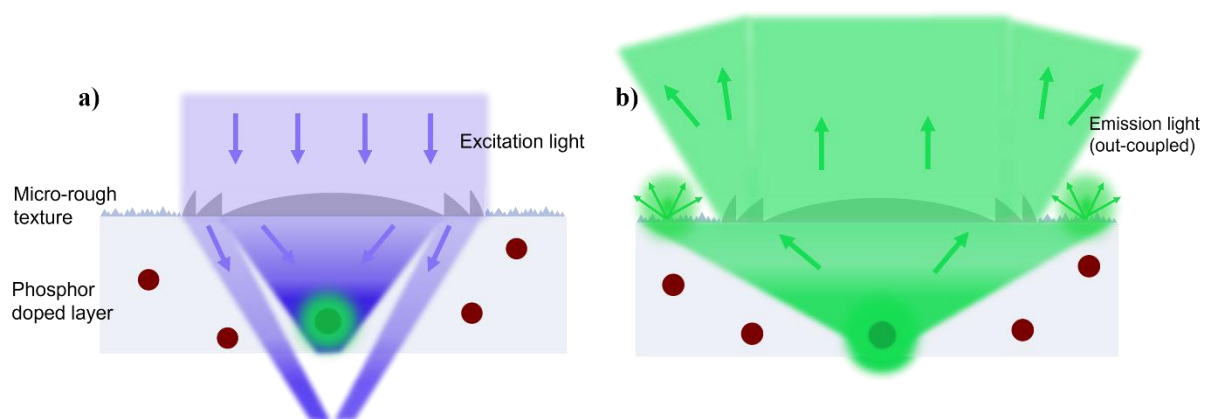 a)
Excitation light
Micro-rough
texture
Phosphor
doped layer
b)
Emission light
(out-coupled)